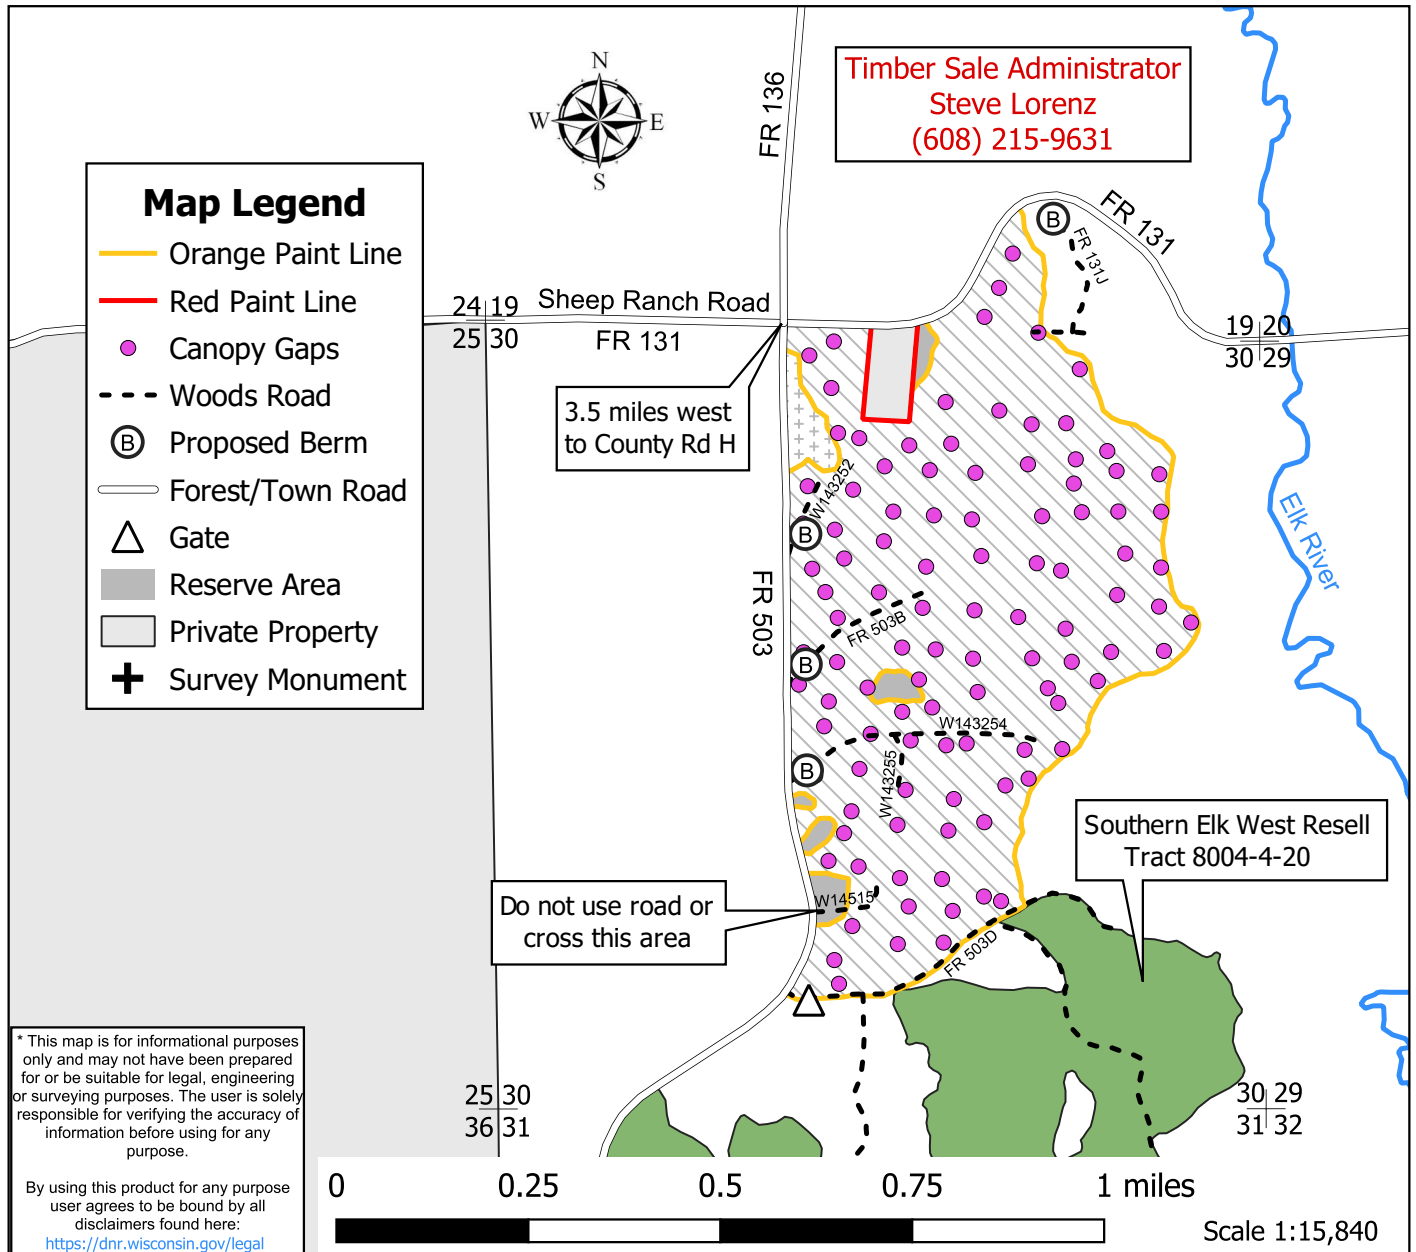 N
W
E
S
FR 136
Timber Sale Administrator
Steve Lorenz
(608) 215-9631
Map Legend
Orange Paint Line
Red Paint Line
Canopy Gaps
Woods Road
B
Proposed Berm
Forest/Town Road
Gate
Reserve Area
Private Property
Survey Monument
B
FR 131
FR 131J
24 19
25 30
Sheep Ranch Road
FR 131
19 20
30 29
3.5 miles west
to County Rd H
W143252
B
Elk River
FR 503
FR 503B
B
W143254
W143255
B
Southern Elk West Resell
Tract 8004-4-20
Do not use road or
cross this area
W14515
FR 503D
* This map is for informational purposes
only and may not have been prepared
for or be suitable for legal, engineering
or surveying purposes. The user is solely
responsible for verifying the accuracy of
information before using for any
purpose.
By using this product for any purpose
user agrees to be bound by all
disclaimers found here:
https://dnr.wisconsin.gov/legal
25 30
36 31
30 29
31 32
0 0.25 0.5 0.75 1 miles
Scale 1:15,840